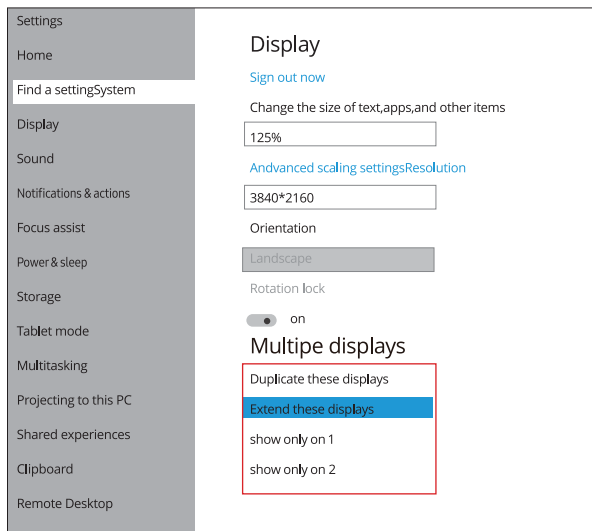 Settings
Home
Find a settingSystem
Display
Sound
Notifications & actions
Focus assist
Power & sleep
Storage
Tablet mode
Multitasking
Projecting to this PC
Shared experiences
Clipboard
Remote Desktop
Display
Sign out now
Change the size of text,apps,and other items
125%
Andvanced scaling settingsResolution
3840*2160
Orientation
Landscape
Rotation lock
on
Multipe displays
Duplicate these displays
Extend these displays
show only on 1
show only on 2